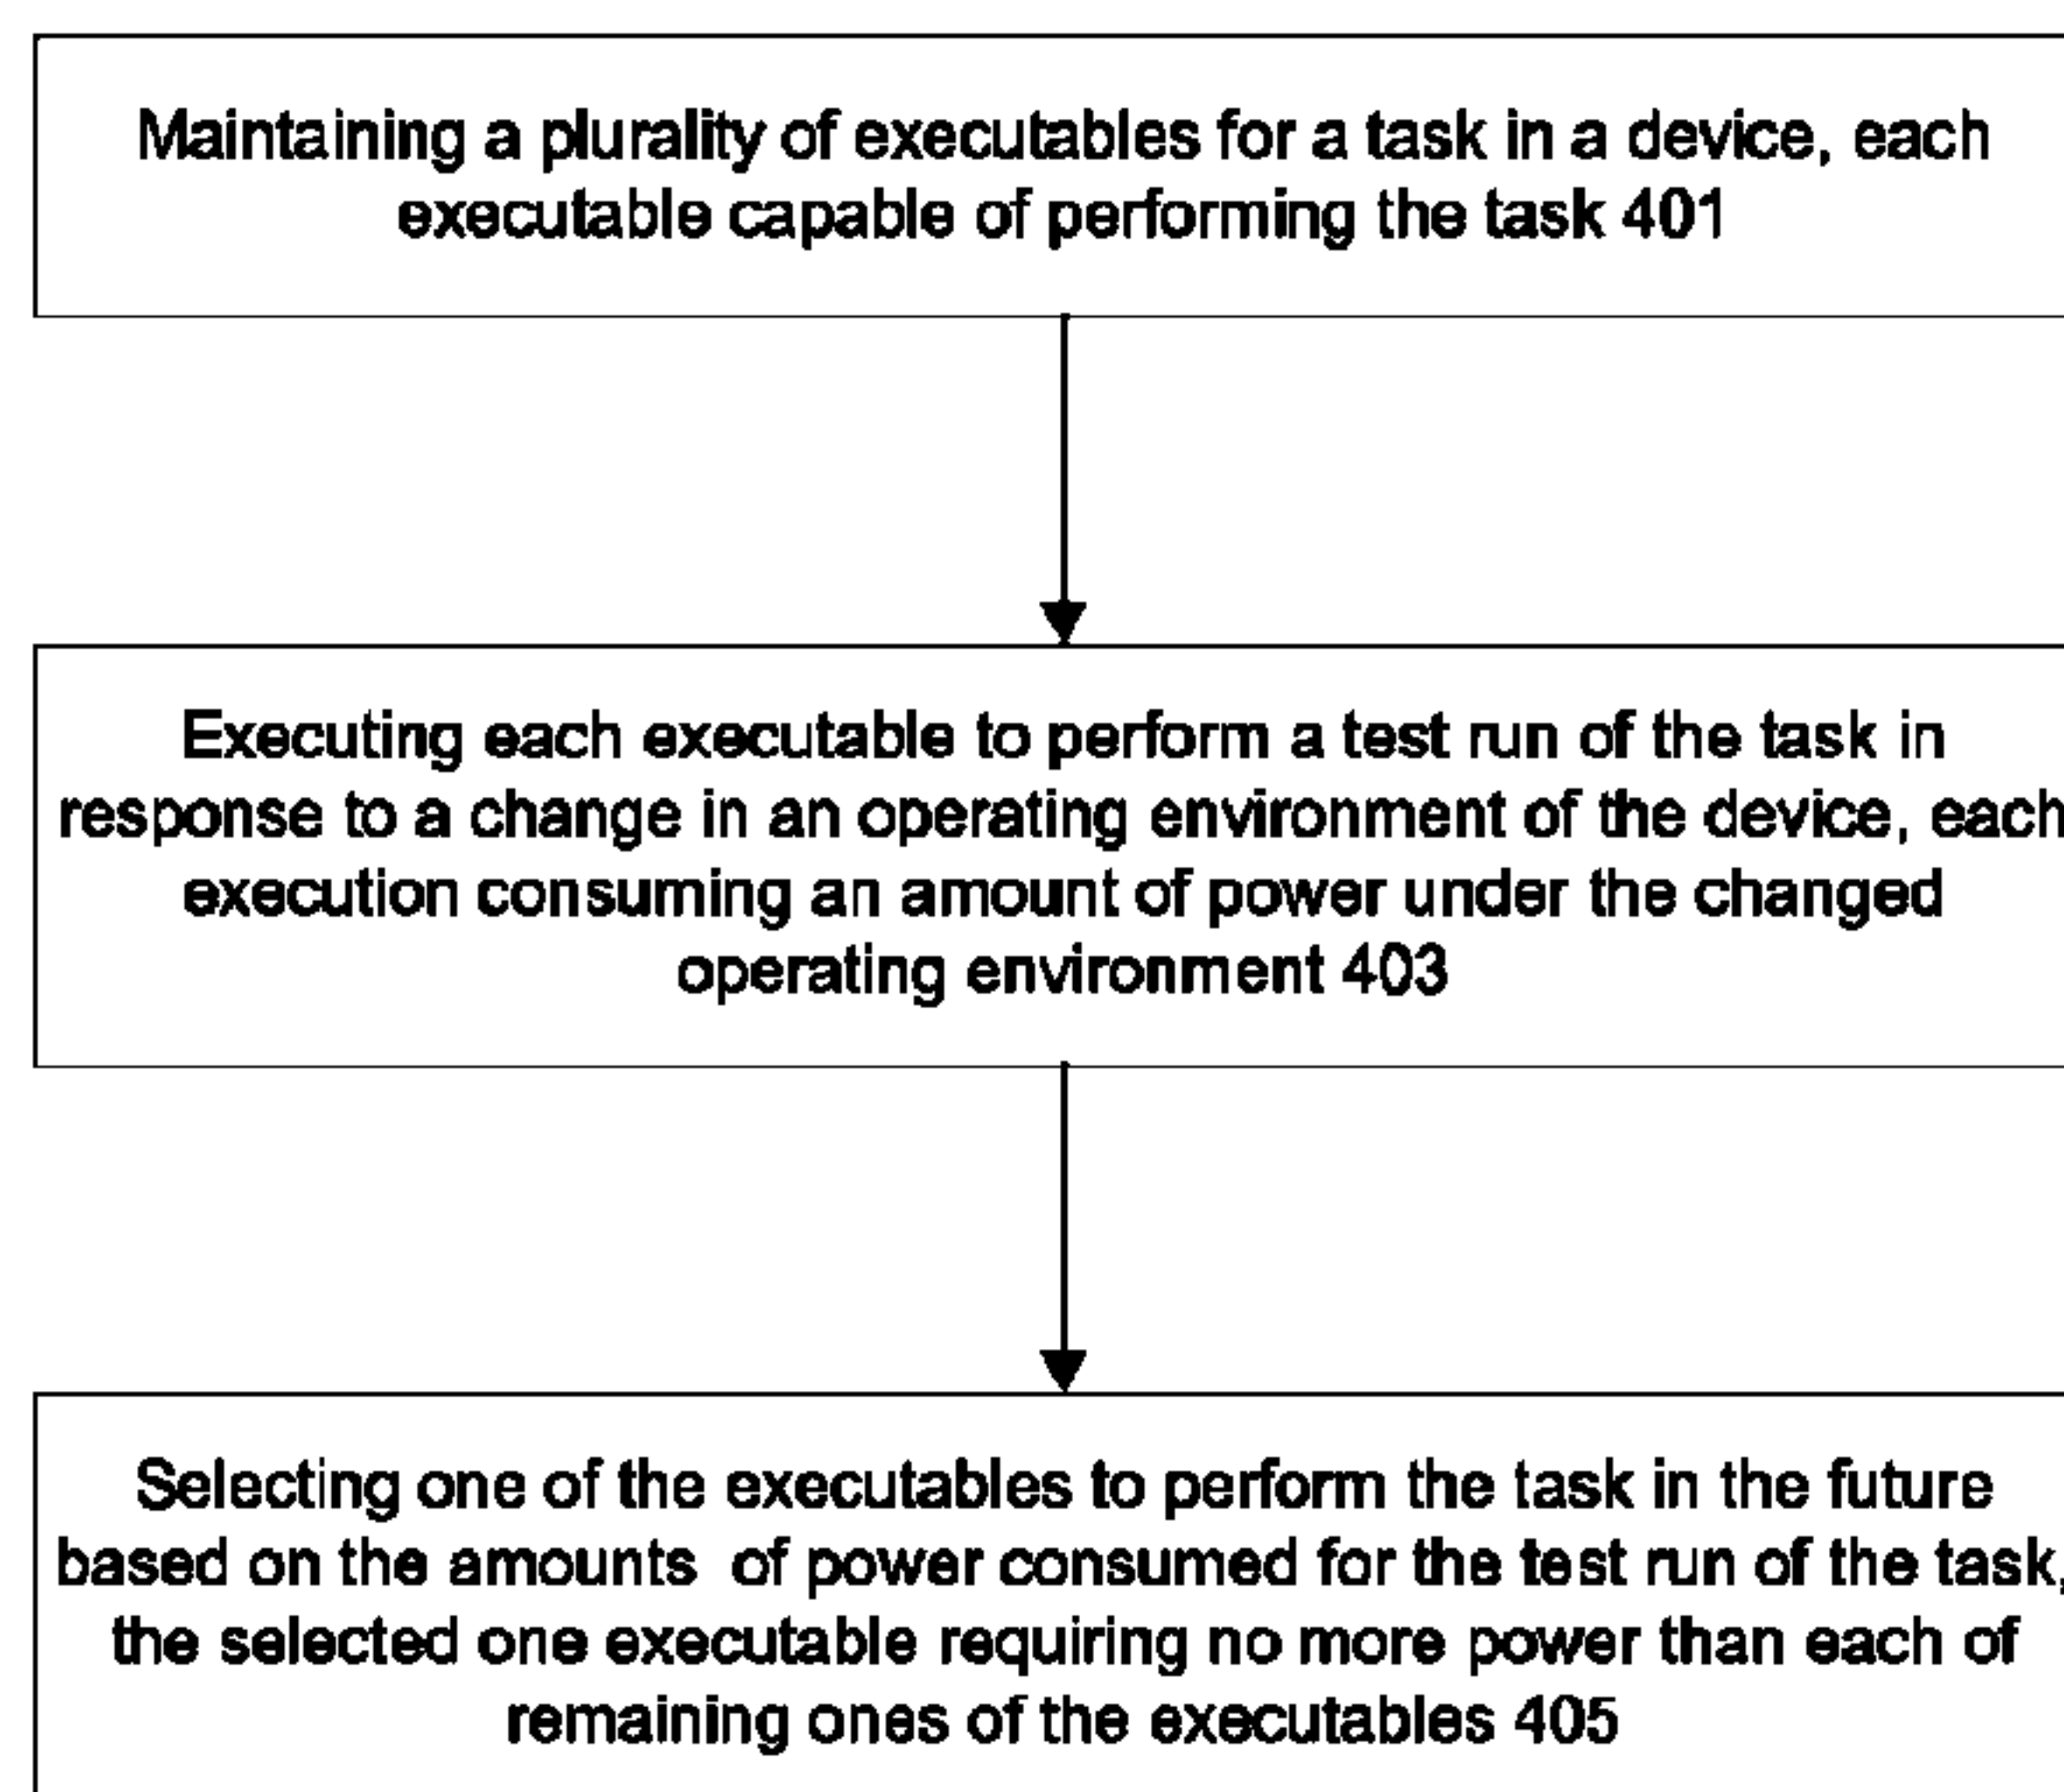 Maintaining a plurality of executables for a task in a device, each
executable capable of performing the task 401
Executing each executable to perform a test run of the task in
response to a change in an operating environment of the device, each
execution consuming an amount of power under the changed
operating environment 403
Selecting one of the executables to perform the task in the future
based on the amounts of power consumed for the test run of the task,
the selected one executable requiring no more power than each of
remaining ones of the executables 405